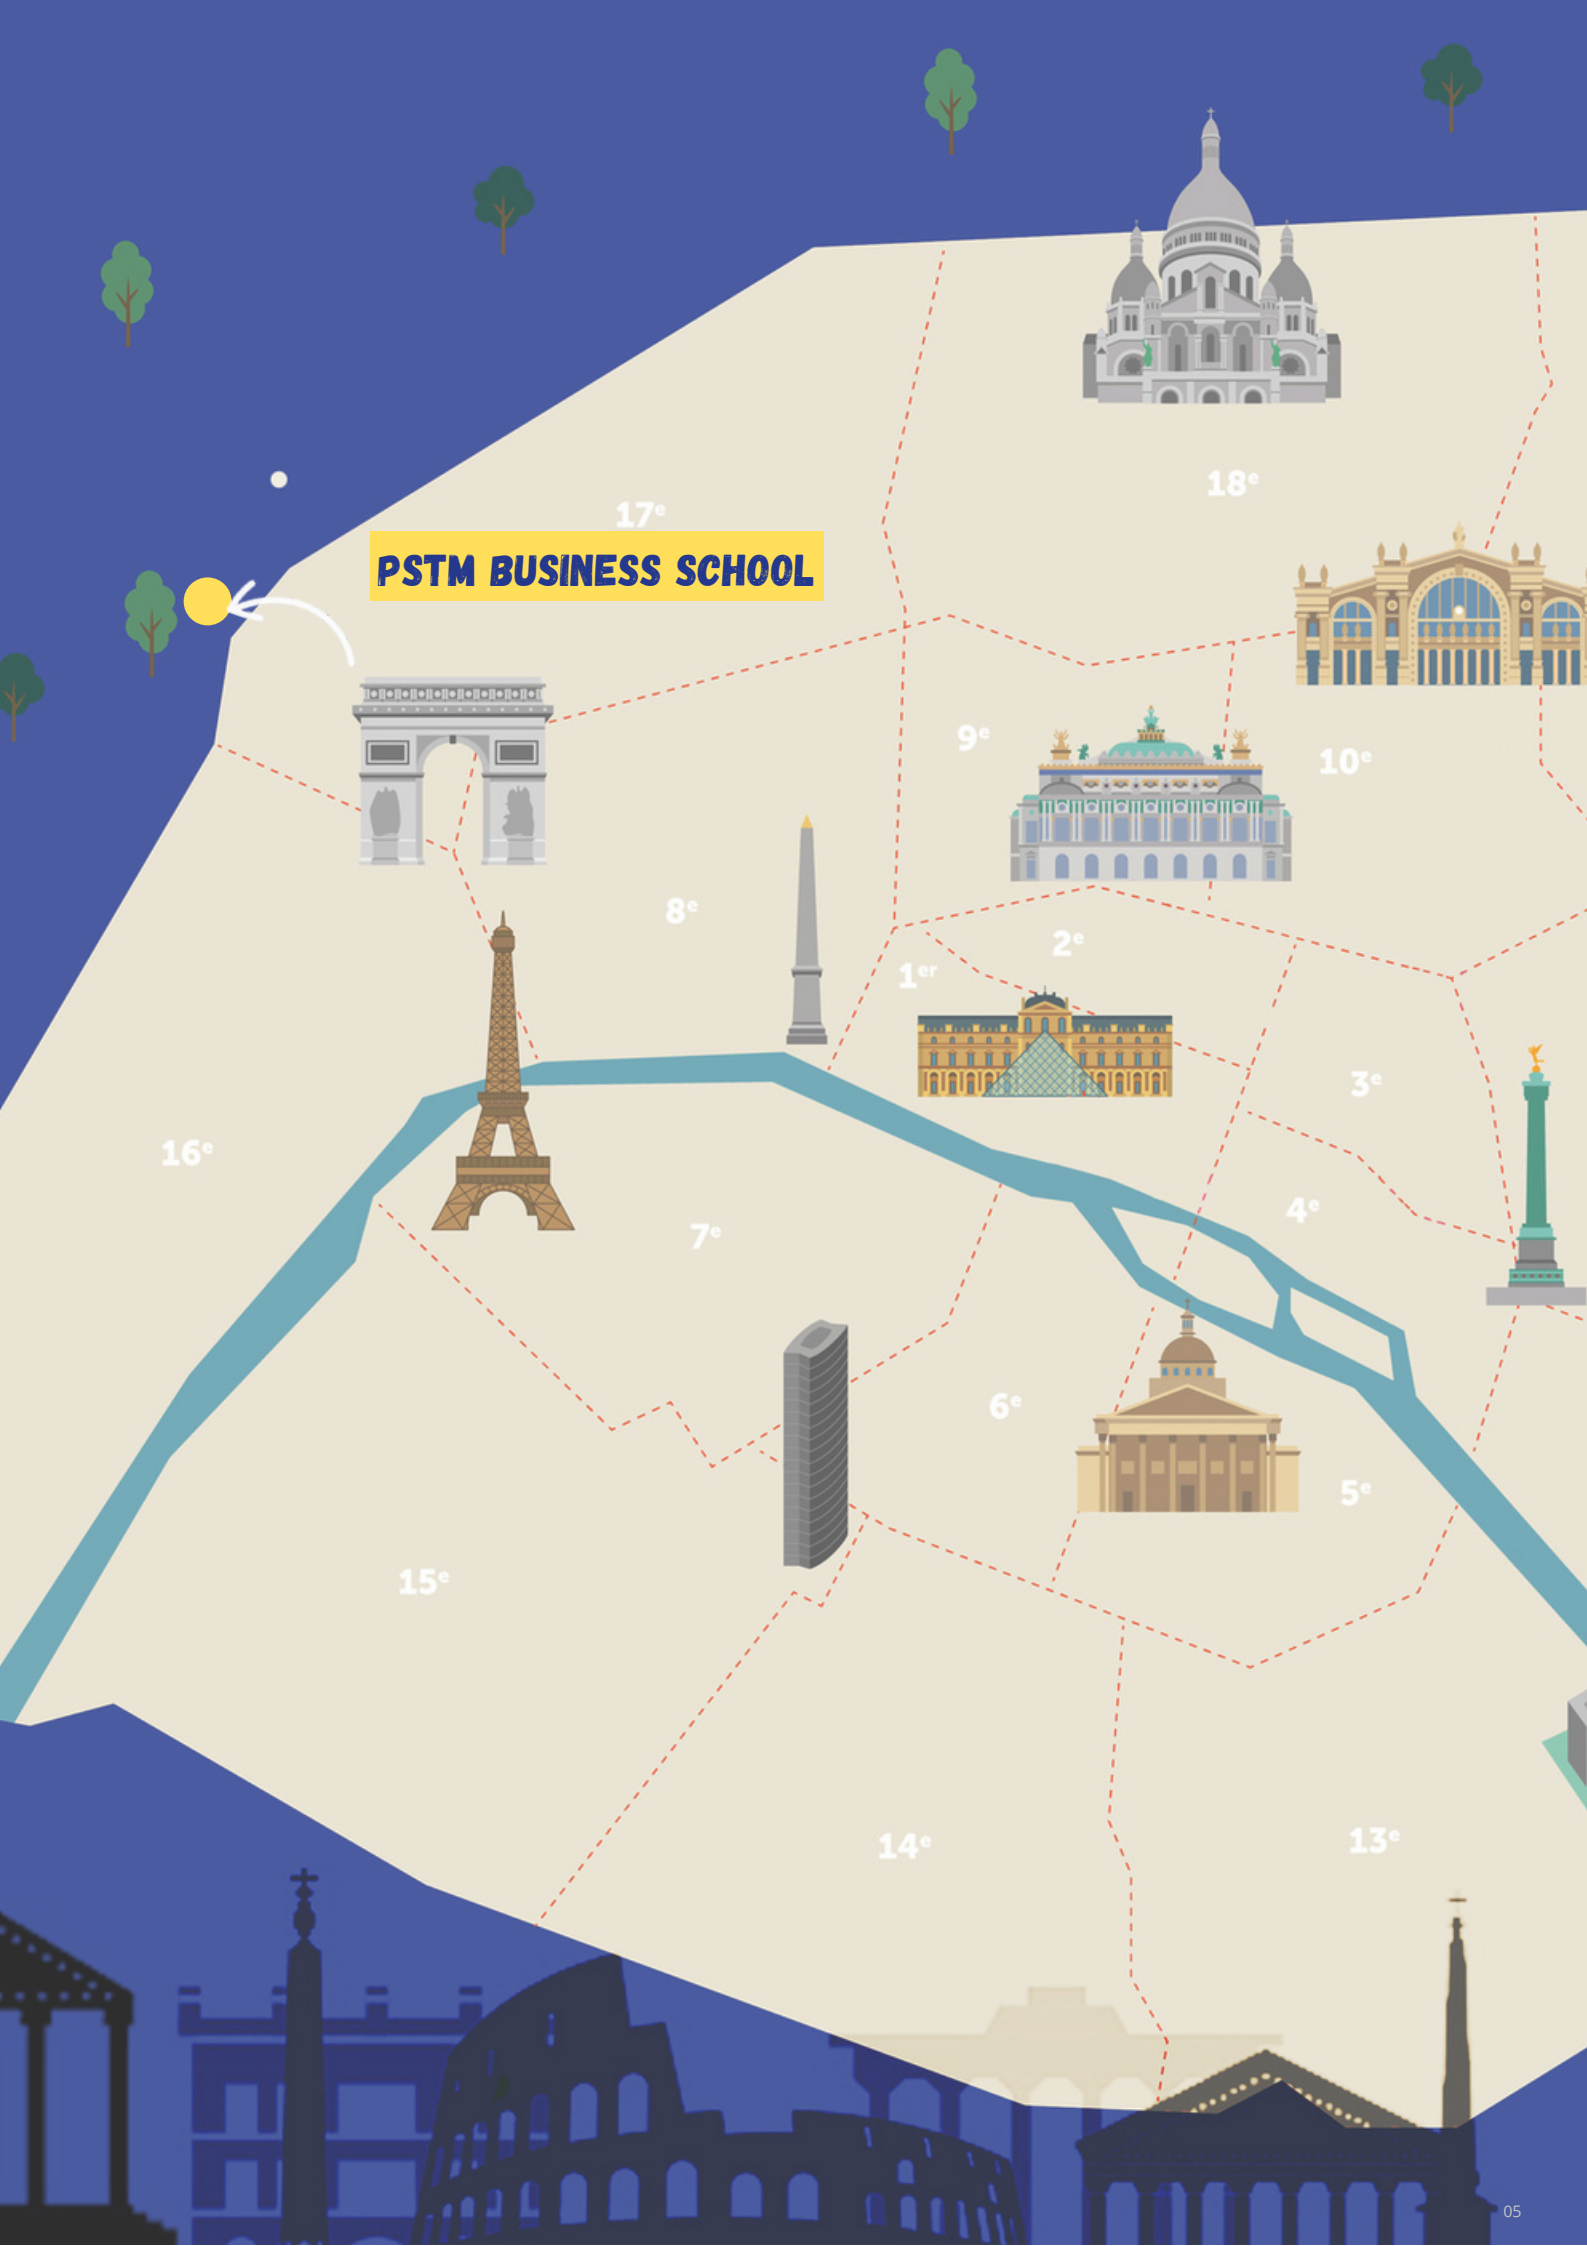 18ᵉ
17ᵉ
PSTM BUSINESS SCHOOL
9ᵉ
10ᵉ
8ᵉ
2ᵉ
1ᵉʳ
3ᵉ
16ᵉ
4ᵉ
7ᵉ
6ᵉ
5ᵉ
15ᵉ
14ᵉ
13ᵉ
05